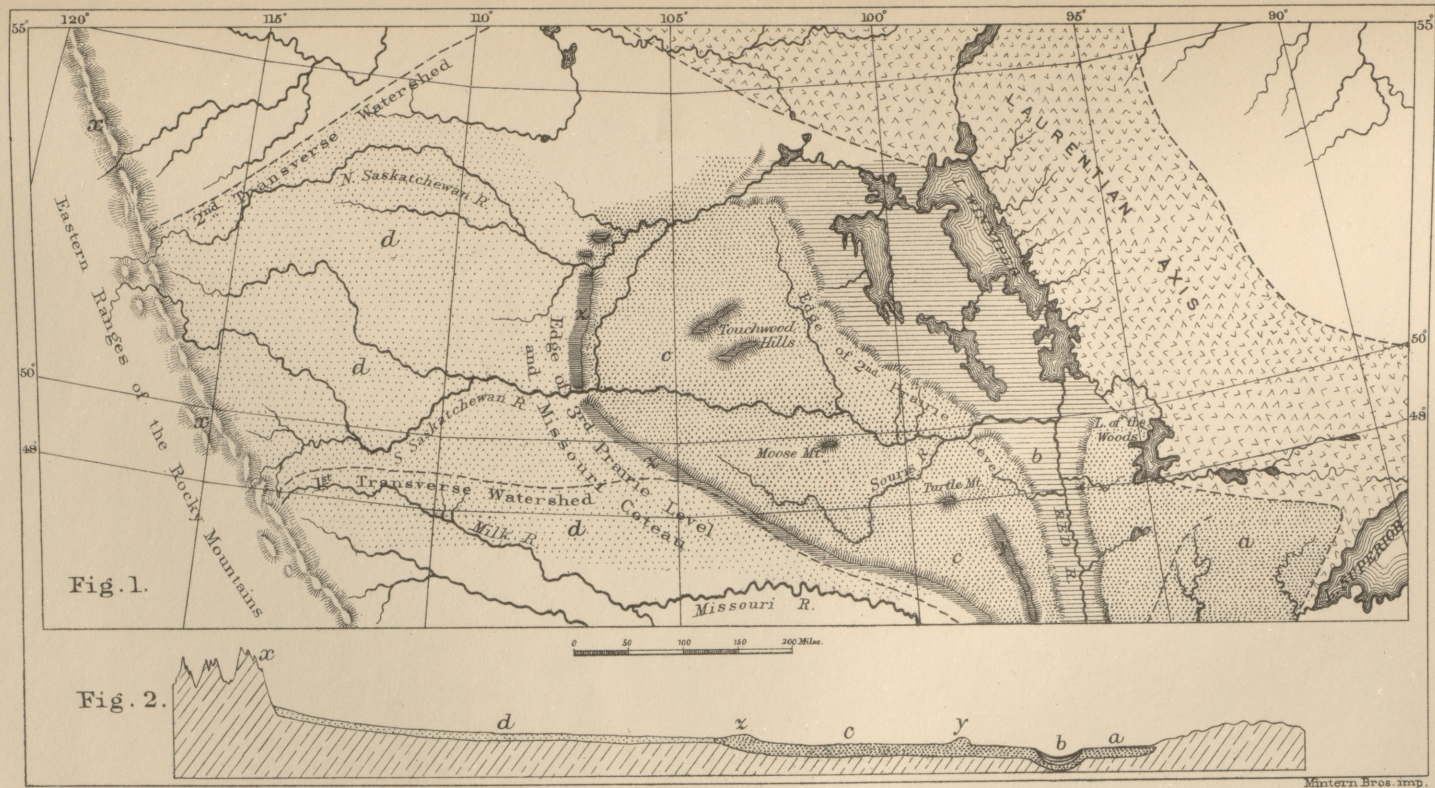 120° 115° 110° 105° 100° 95° 90°
55° 55°
2nd Transverse Watershed
x
LAURENTIAN AXIS
N. Saskatchewan R.
L. WINNIPEG
d
Eastern Ranges of the Rocky Mountains
Edge of 3rd Prairie Level
and Missouri Coteau
x
Touchwood Hills
c
Edge of 2nd Prairie Level
d
50° 50°
x
S Saskatchewan R.
L. of the Woods
48° 48°
Moose Mt.
z
Souris R.
b
1st Transverse Watershed
Turtle Mt.
Milk R.
d
RED R.
a
c
y
SUPERIOR
Fig. 1.
Missouri R.
0 50 100 150 200 Miles.
Fig. 2.
x
d z c y b a
Mintern Bros. imp.